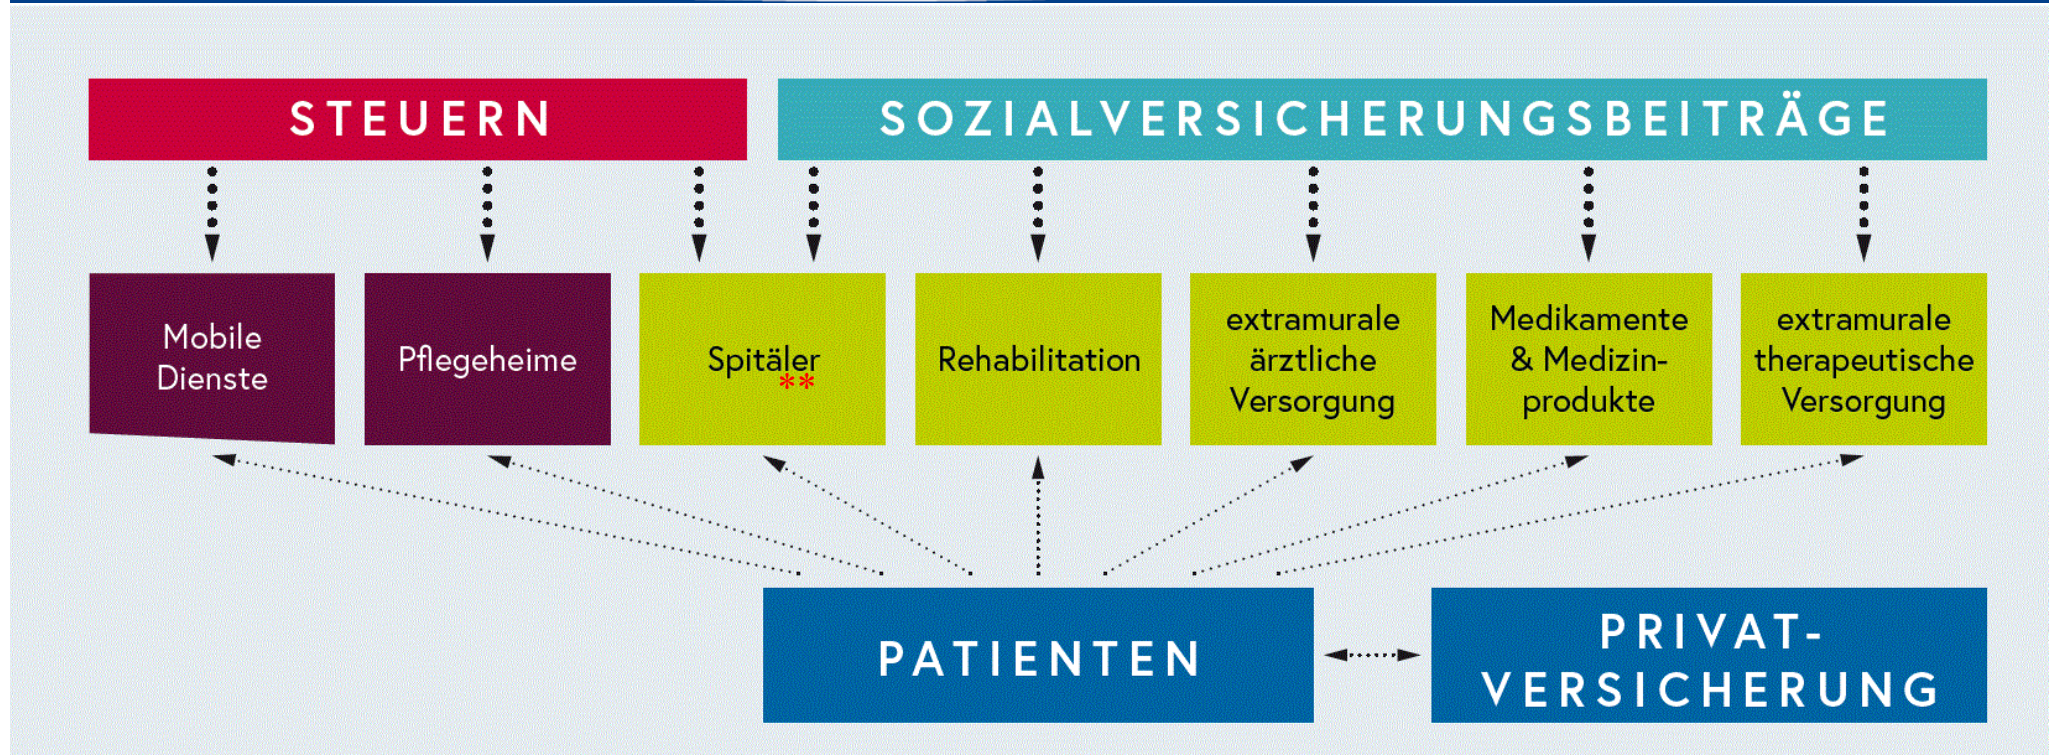 STEUERN
SOZIALVERSICHERUNGSBEITRÄGE
Mobile
Dienste
Pflegeheime
Spitäler
**
Rehabilitation
extramurale
ärztliche
Versorgung
Medikamente
& Medizin-
produkte
extramurale
therapeutische
Versorgung
PATIENTEN
PRIVAT-
VERSICHERUNG